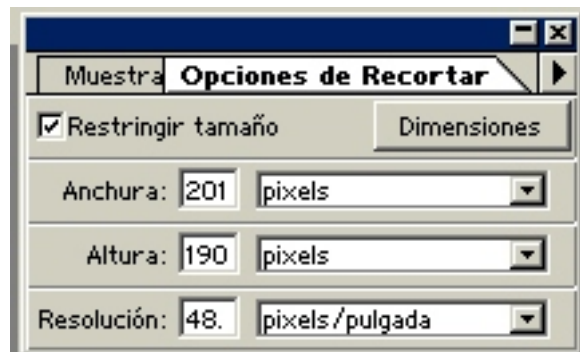 Muestra Opciones de Recortar
Restringir tamaño Dimensiones
Anchura: 201 pixels
Altura: 190 pixels
Resolución: 48. pixels/pulgada